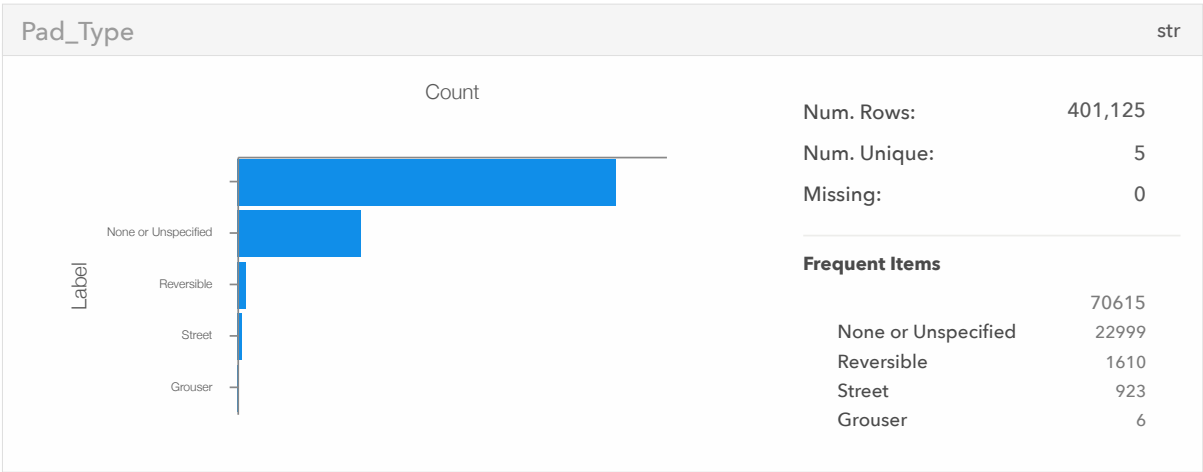 Pad_Type str
Count
Label
None or Unspecified
Reversible
Street
Grouser
Num. Rows: 401,125
Num. Unique: 5
Missing: 0
Frequent Items
70615
None or Unspecified 22999
Reversible 1610
Street 923
Grouser 6